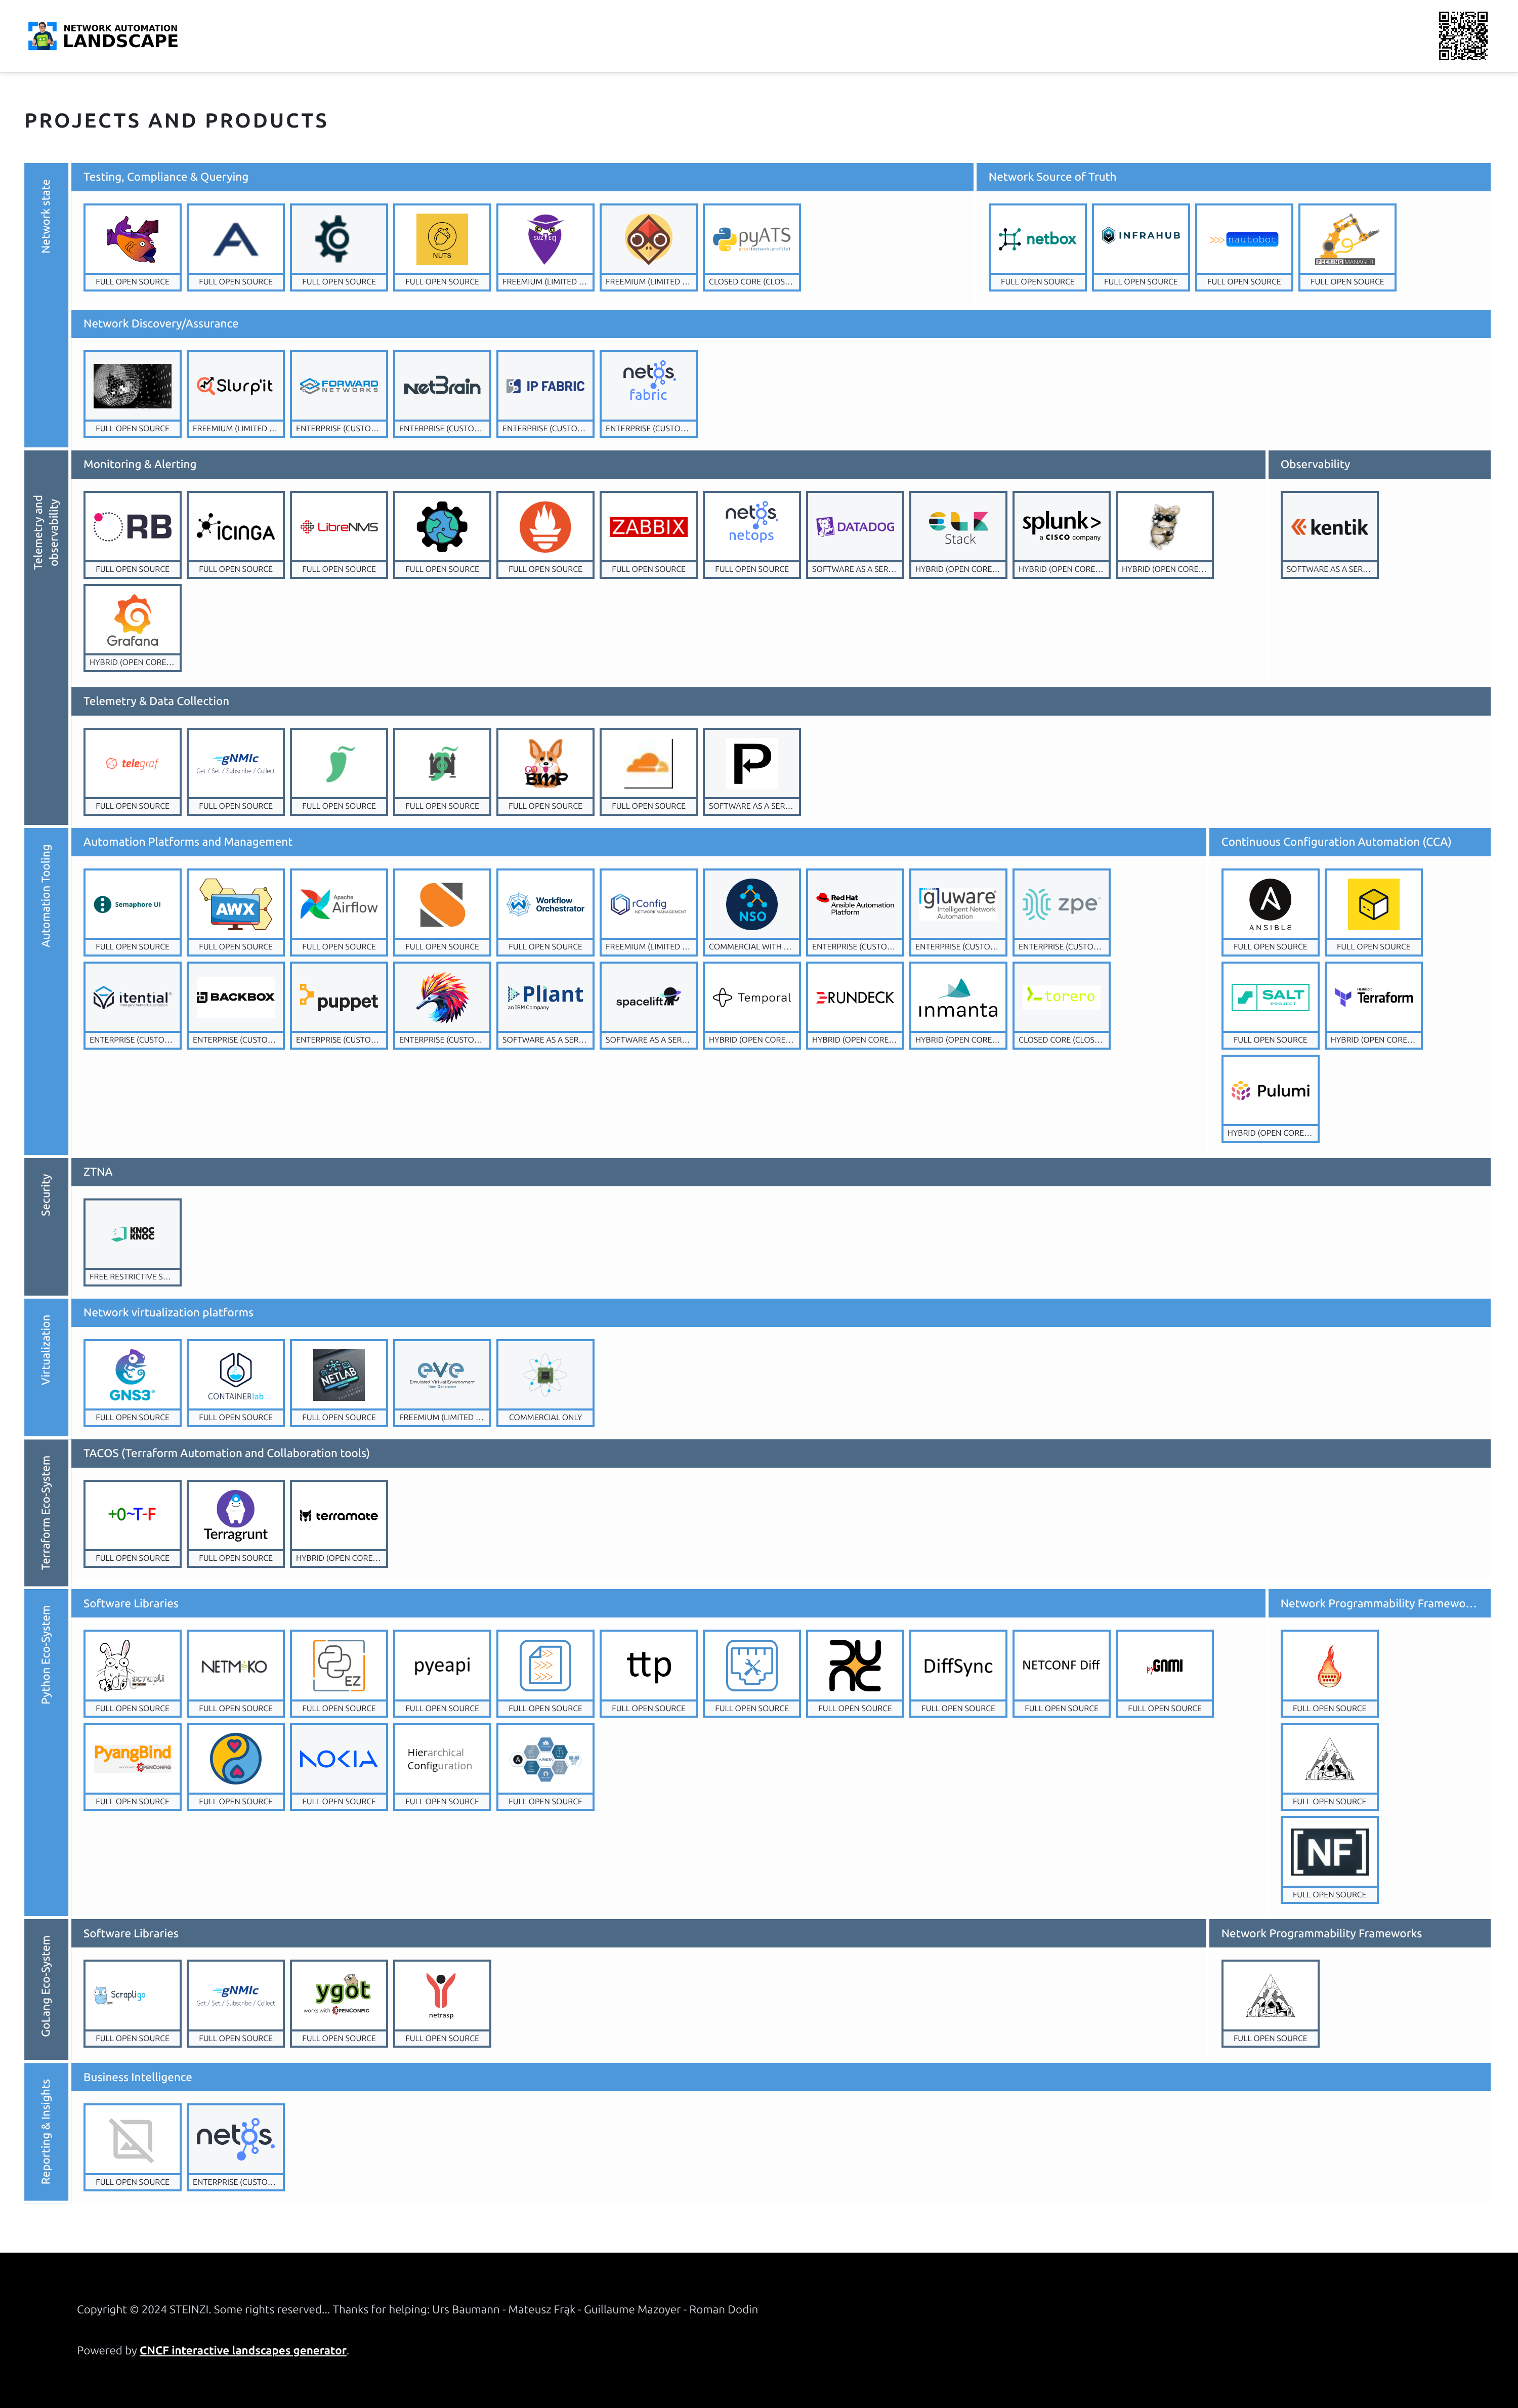 NETWORK AUTOMATION
LANDSCAPE
PROJECTS AND PRODUCTS
Network state
Testing, Compliance & Querying
NUTS
suzieq
pyATS
FULL OPEN SOURCE
FULL OPEN SOURCE
FULL OPEN SOURCE
FULL OPEN SOURCE
FREEMIUM (LIMITED ...
FREEMIUM (LIMITED ...
CLOSED CORE (CLOS...
Network Source of Truth
netbox
INFRAHUB
>>>nautobot
PEERING MANAGER
FULL OPEN SOURCE
FULL OPEN SOURCE
FULL OPEN SOURCE
FULL OPEN SOURCE
Network Discovery/Assurance
Slurp'it
FORWARD
NETWORKS
NetBrain
IP FABRIC
netos
fabric
FULL OPEN SOURCE
FREEMIUM (LIMITED ...
ENTERPRISE (CUSTO...
ENTERPRISE (CUSTO...
ENTERPRISE (CUSTO...
ENTERPRISE (CUSTO...
Telemetry and
observability
Monitoring & Alerting
RB
ICINGA
LibreNMS
ZABBIX
netos
netops
DATADOG
Stack
splunk>
a CISCO company
FULL OPEN SOURCE
FULL OPEN SOURCE
FULL OPEN SOURCE
FULL OPEN SOURCE
FULL OPEN SOURCE
FULL OPEN SOURCE
FULL OPEN SOURCE
SOFTWARE AS A SER...
HYBRID (OPEN CORE...
HYBRID (OPEN CORE...
HYBRID (OPEN CORE...
Grafana
HYBRID (OPEN CORE...
Observability
kentik
SOFTWARE AS A SER...
Telemetry & Data Collection
telegraf
gNMIc
Get / Set / Subscribe / Collect
GO
BMP
P
FULL OPEN SOURCE
FULL OPEN SOURCE
FULL OPEN SOURCE
FULL OPEN SOURCE
FULL OPEN SOURCE
FULL OPEN SOURCE
SOFTWARE AS A SER...
Automation Tooling
Automation Platforms and Management
Semaphore UI
AWX
Apache
Airflow
Workflow
Orchestrator
rConfig
NETWORK MANAGEMENT
NSO
Red Hat
Ansible Automation
Platform
gluware
Intelligent Network
Automation
zpe
FULL OPEN SOURCE
FULL OPEN SOURCE
FULL OPEN SOURCE
FULL OPEN SOURCE
FULL OPEN SOURCE
FREEMIUM (LIMITED ...
COMMERCIAL WITH ...
ENTERPRISE (CUSTO...
ENTERPRISE (CUSTO...
ENTERPRISE (CUSTO...
itential
BACKBOX
puppet
Pliant
an IBM Company
spacelift
Temporal
RUNDECK
inmanta
torero
ENTERPRISE (CUSTO...
ENTERPRISE (CUSTO...
ENTERPRISE (CUSTO...
ENTERPRISE (CUSTO...
SOFTWARE AS A SER...
SOFTWARE AS A SER...
HYBRID (OPEN CORE...
HYBRID (OPEN CORE...
HYBRID (OPEN CORE...
CLOSED CORE (CLOS...
Continuous Configuration Automation (CCA)
ANSIBLE
FULL OPEN SOURCE
FULL OPEN SOURCE
SALT
PROJECT
HashiCorp
Terraform
FULL OPEN SOURCE
HYBRID (OPEN CORE...
Pulumi
HYBRID (OPEN CORE...
Security
ZTNA
KNOC
KNOC
FREE RESTRICTIVE S...
Virtualization
Network virtualization platforms
GNS3
CONTAINERlab
NETLAB
eve
Emulated Virtual Environment
Next Generation
FULL OPEN SOURCE
FULL OPEN SOURCE
FULL OPEN SOURCE
FREEMIUM (LIMITED ...
COMMERCIAL ONLY
Terraform Eco-System
TACOS (Terraform Automation and Collaboration tools)
+0~T-F
Terragrunt
terramate
FULL OPEN SOURCE
FULL OPEN SOURCE
HYBRID (OPEN CORE...
Python Eco-System
Software Libraries
scrapli
NETMIKO
EZ
pyeapi
ttp
DiffSync
NETCONF Diff
pyGNMI
FULL OPEN SOURCE
FULL OPEN SOURCE
FULL OPEN SOURCE
FULL OPEN SOURCE
FULL OPEN SOURCE
FULL OPEN SOURCE
FULL OPEN SOURCE
FULL OPEN SOURCE
FULL OPEN SOURCE
FULL OPEN SOURCE
FULL OPEN SOURCE
PyangBind
works with OPENCONFIG
NOKIA
Hierarchical
Configuration
FULL OPEN SOURCE
FULL OPEN SOURCE
FULL OPEN SOURCE
FULL OPEN SOURCE
FULL OPEN SOURCE
Network Programmability Framewo...
FULL OPEN SOURCE
FULL OPEN SOURCE
[NF]
FULL OPEN SOURCE
GoLang Eco-System
Software Libraries
Scrapligo
gNMIc
Get / Set / Subscribe / Collect
ygot
works with OPENCONFIG
netrasp
FULL OPEN SOURCE
FULL OPEN SOURCE
FULL OPEN SOURCE
FULL OPEN SOURCE
Network Programmability Frameworks
FULL OPEN SOURCE
Reporting & Insights
Business Intelligence
netos
FULL OPEN SOURCE
ENTERPRISE (CUSTO...
Copyright © 2024 STEINZI. Some rights reserved... Thanks for helping: Urs Baumann - Mateusz Frąk - Guillaume Mazoyer - Roman Dodin
Powered by CNCF interactive landscapes generator.